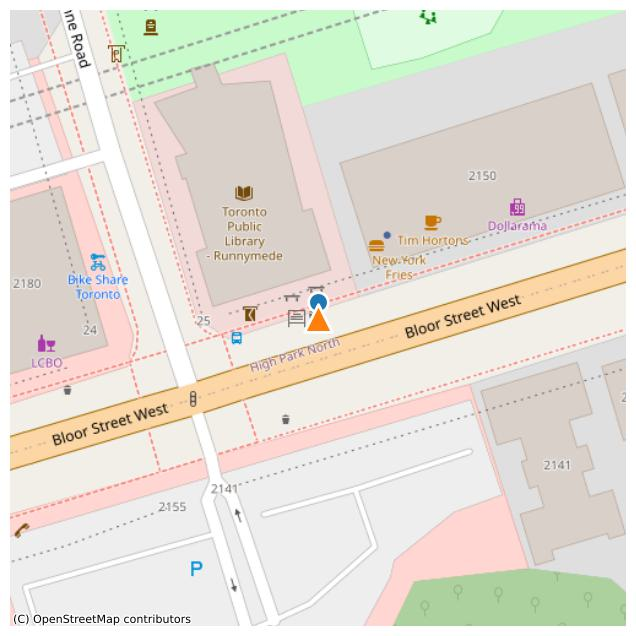 ine Road
2150
Toronto
Public
Library
- Runnymede
Dollarama
Tim Hortons
New York
Fries
Bike Share
Toronto
2180
24
25
LCBO
High Park North
Bloor Street West
Bloor Street West
2141
2141
2155
P
(C) OpenStreetMap contributors